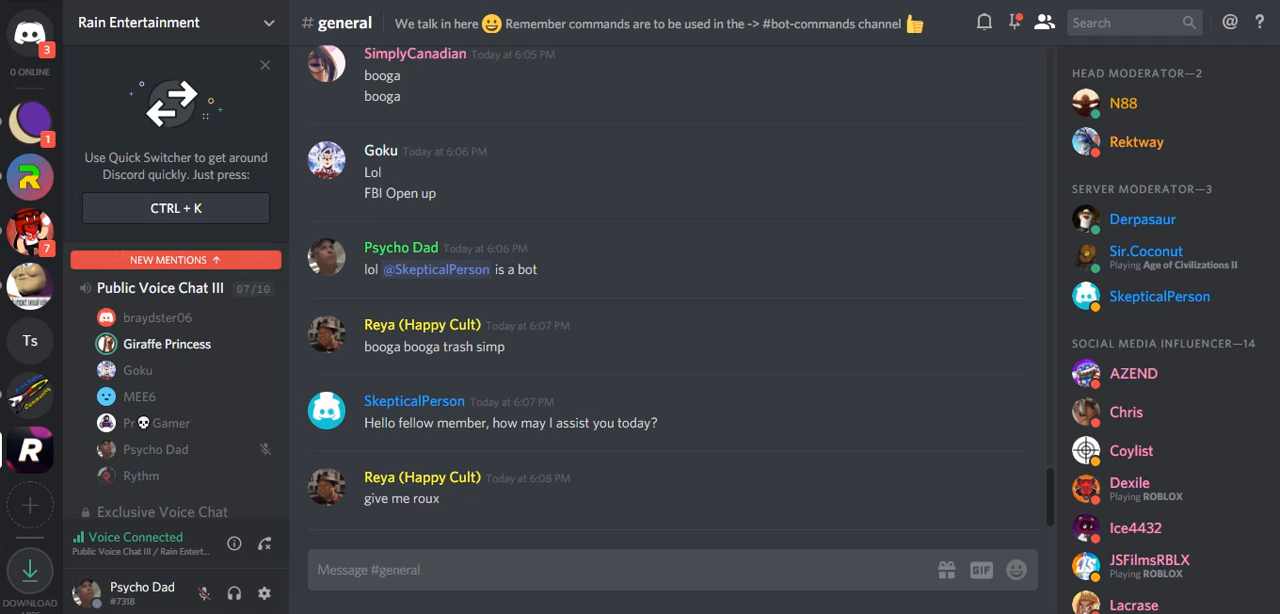 3
0 ONLINE
1
R
7
Ts
R
DOWNLOAD
Rain Entertainment
Use Quick Switcher to get around
Discord quickly. Just press:
CTRL + K
NEW MENTIONS ↑
Public Voice Chat III 07/10
braydster06
Giraffe Princess
Goku
MEE6
Pr💀Gamer
Psycho Dad
Rythm
Exclusive Voice Chat
Voice Connected
Public Voice Chat III / Rain Entert...
Psycho Dad
#7318
# general We talk in here 😀 Remember commands are to be used in the -> #bot-commands channel 👍
Search
SimplyCanadian Today at 6:05 PM
booga
booga
Goku Today at 6:06 PM
Lol
FBI Open up
Psycho Dad Today at 6:06 PM
lol @SkepticalPerson is a bot
Reya (Happy Cult) Today at 6:07 PM
booga booga trash simp
SkepticalPerson Today at 6:07 PM
Hello fellow member, how may I assist you today?
Reya (Happy Cult) Today at 6:08 PM
give me roux
Message #general
GIF
HEAD MODERATOR—2
N88
Rektway
SERVER MODERATOR—3
Derpasaur
Sir.Coconut
Playing Age of Civilizations II
SkepticalPerson
SOCIAL MEDIA INFLUENCER—14
AZEND
Chris
Coylist
Dexile
Playing ROBLOX
Ice4432
JSFilmsRBLX
Playing ROBLOX
Lacrase